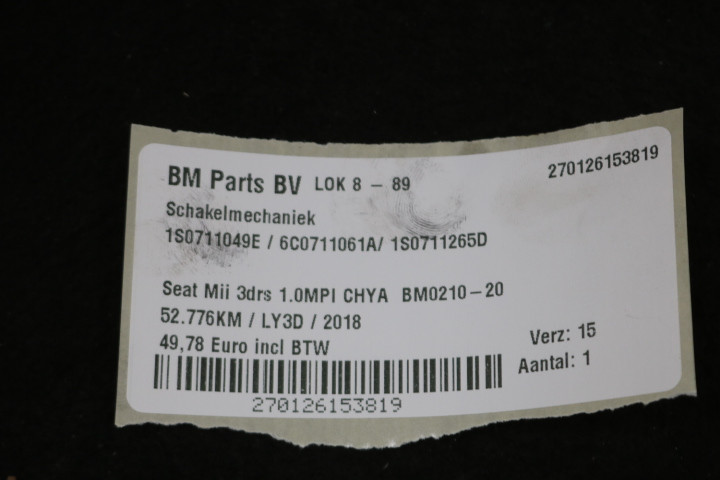 BM Parts BV LOK 8 - 89
270126153819
Schakelmechaniek
1S0711049E / 6C0711061A/ 1S0711265D
Seat Mii 3drs 1.0MPI CHYA BM0210-20
52.776KM / LY3D / 2018
49,78 Euro incl BTW
Verz: 15
Aantal: 1
270126153819